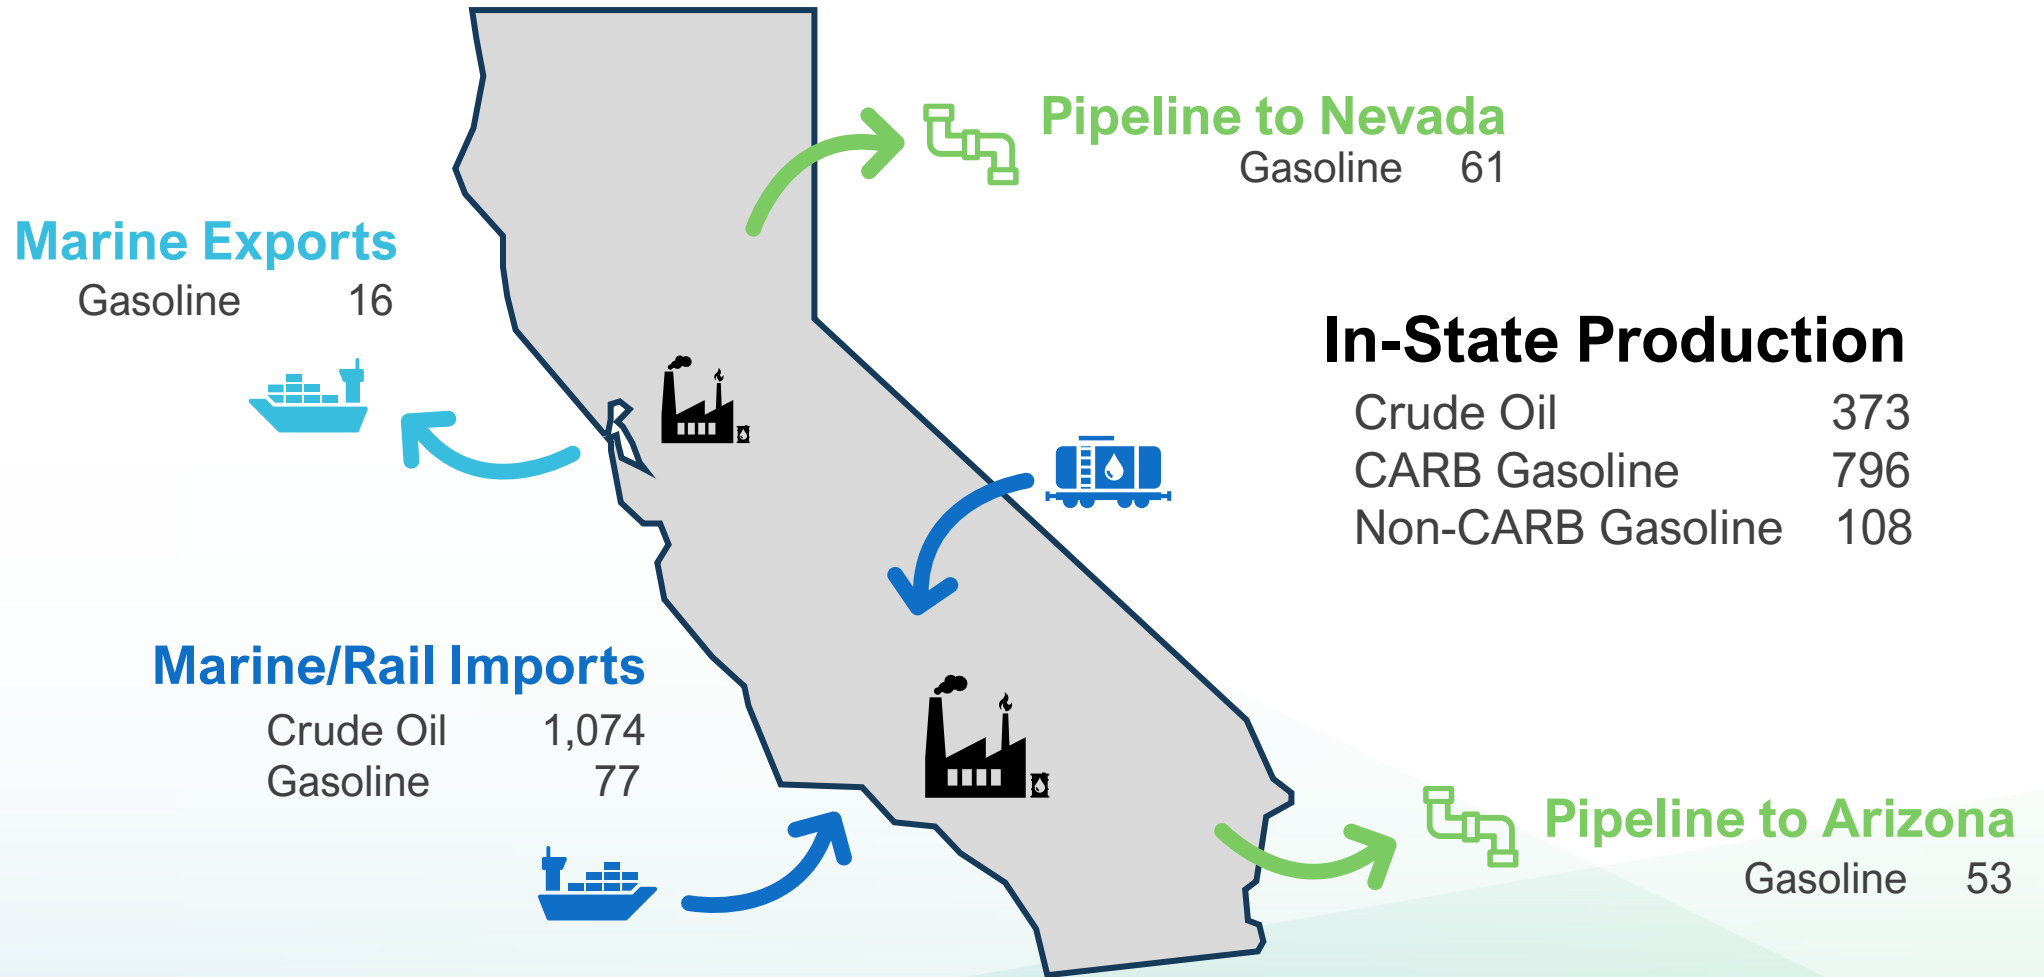 Pipeline to Nevada
Gasoline 61
Marine Exports
Gasoline 16
In-State Production
Crude Oil 373
CARB Gasoline 796
Non-CARB Gasoline 108
Marine/Rail Imports
Crude Oil 1,074
Gasoline 77
Pipeline to Arizona
Gasoline 53